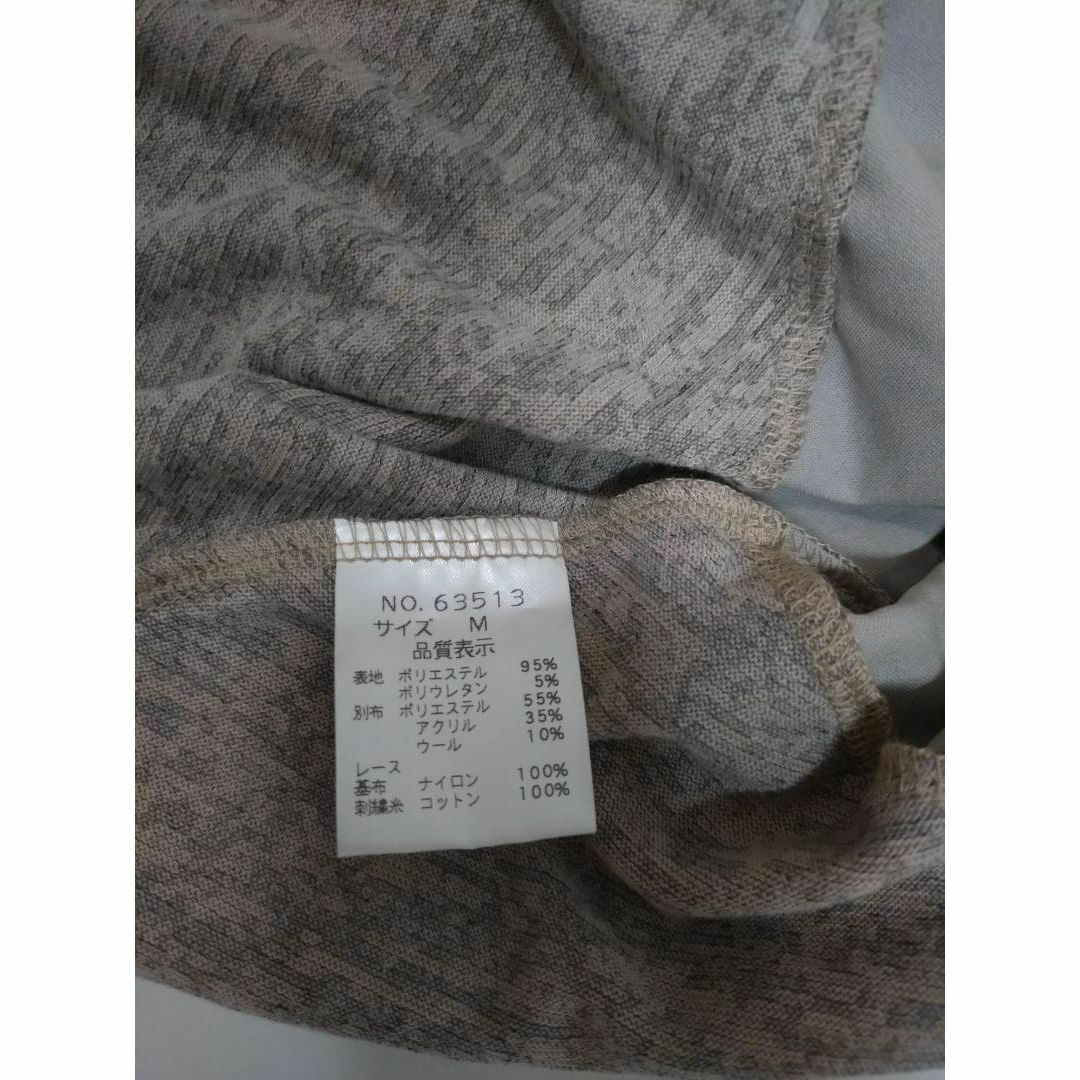 NO. 63513
サイズ M
品質表示
表地 ポリエステル 95%
ポリウレタン 5%
別布 ポリエステル 55%
アクリル 35%
ウール 10%
レース
基布 ナイロン 100%
刺繍糸 コットン 100%